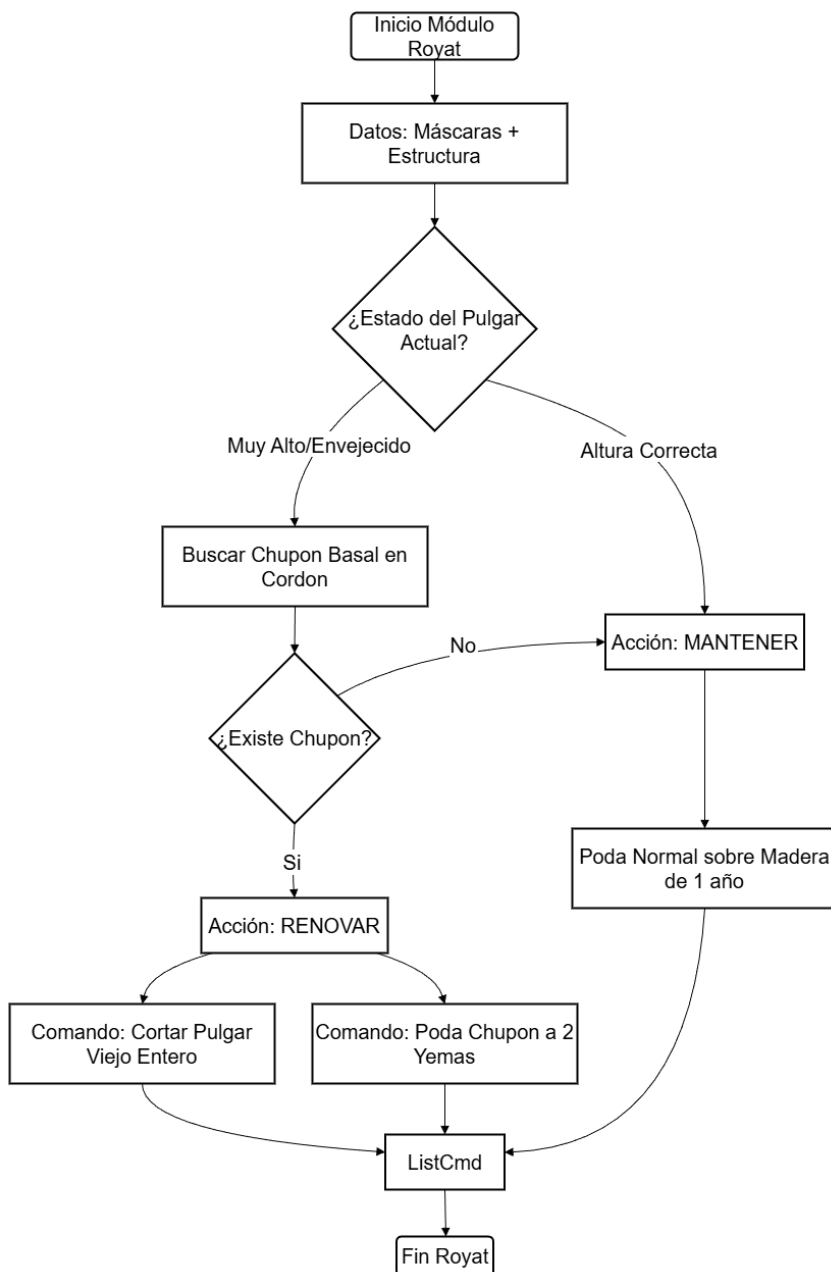 Inicio Módulo
Royat
Datos: Máscaras +
Estructura
¿Estado del Pulgar
Actual?
Muy Alto/Envejecido
Altura Correcta
Buscar Chupon Basal en
Cordon
No
Acción: MANTENER
¿Existe Chupon?
Si
Poda Normal sobre Madera
de 1 año
Acción: RENOVAR
Comando: Cortar Pulgar
Viejo Entero
Comando: Poda Chupon a 2
Yemas
ListCmd
Fin Royat